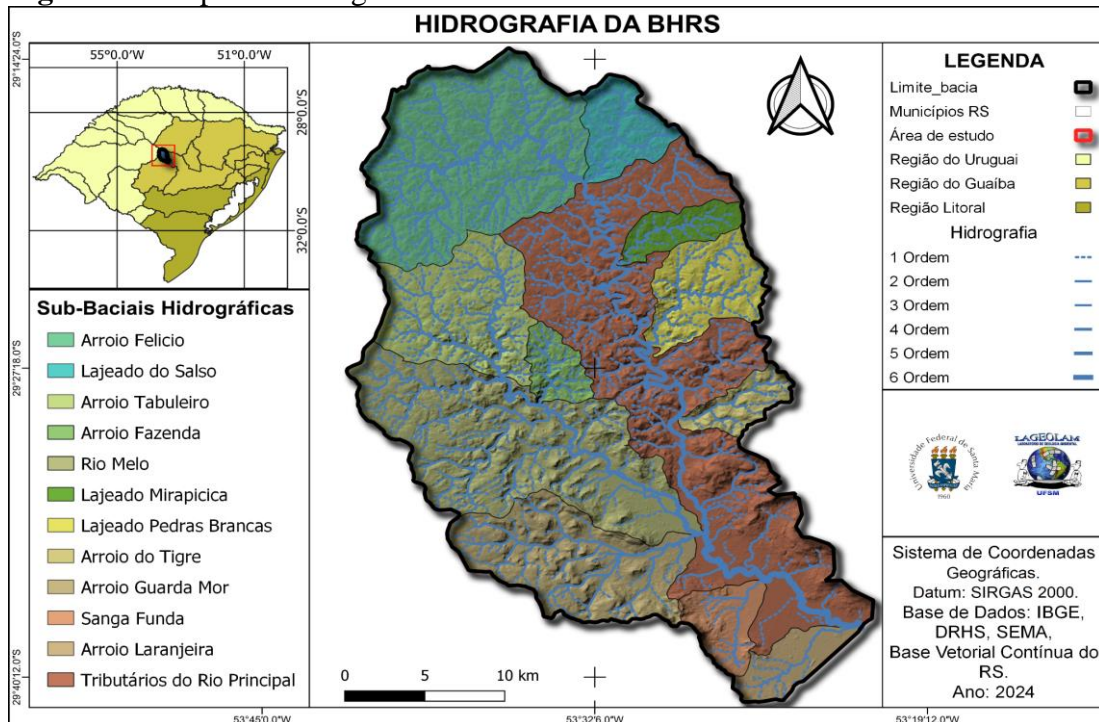 HIDROGRAFIA DA BHRS
55°0.0'W
51°0.0'W
29°14'24.0"S
28°0.0'S
32°0.0'S
29°27'18.0"S
29°40'12.0"S
Sub-Baciais Hidrográficas
Arroio Felicio
Lajeado do Salso
Arroio Tabuleiro
Arroio Fazenda
Rio Melo
Lajeado Mirapicica
Lajeado Pedras Brancas
Arroio do Tigre
Arroio Guarda Mor
Sanga Funda
Arroio Laranjeira
Tributários do Rio Principal
0 5 10 km
53°45'0.0"W
53°32'6.0"W
53°19'12.0"W
LEGENDA
Limite_bacia
Municípios RS
Área de estudo
Região do Uruguai
Região do Guaíba
Região Litoral
Hidrografia
1 Ordem
2 Ordem
3 Ordem
4 Ordem
5 Ordem
6 Ordem
Universidade Federal de Santa Maria
1960
LAGEOLAM
UFSM
Sistema de Coordenadas
Geográficas.
Datum: SIRGAS 2000.
Base de Dados: IBGE,
DRHS, SEMA,
Base Vetorial Contínua do
RS.
Ano: 2024